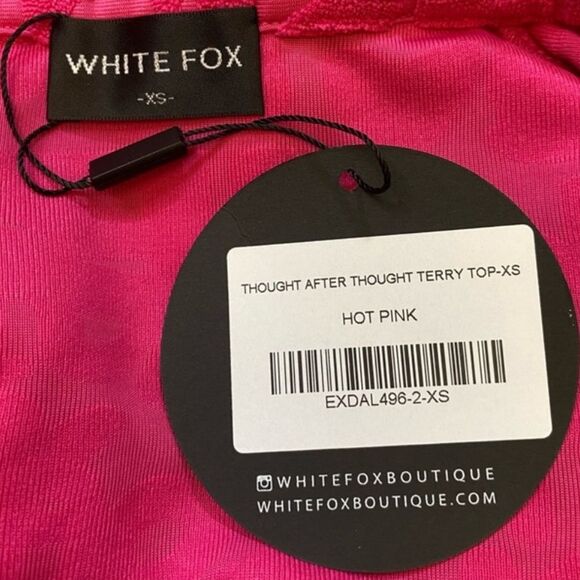 WHITE FOX
-XS-
THOUGHT AFTER THOUGHT TERRY TOP-XS
HOT PINK
EXDAL496-2-XS
WHITEFOXBOUTIQUE
WHITEFOXBOUTIQUE.COM